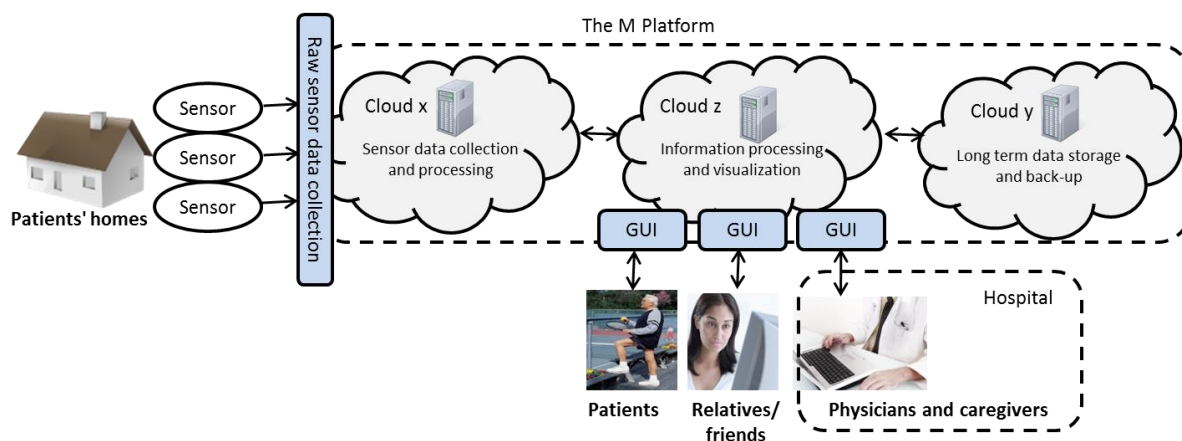 The M Platform
Raw sensor data collection
Sensor
Sensor
Sensor
Patients' homes
Cloud x
Sensor data collection
and processing
Cloud z
Information processing
and visualization
Cloud y
Long term data storage
and back-up
GUI
GUI
GUI
Hospital
Patients
Relatives/
friends
Physicians and caregivers